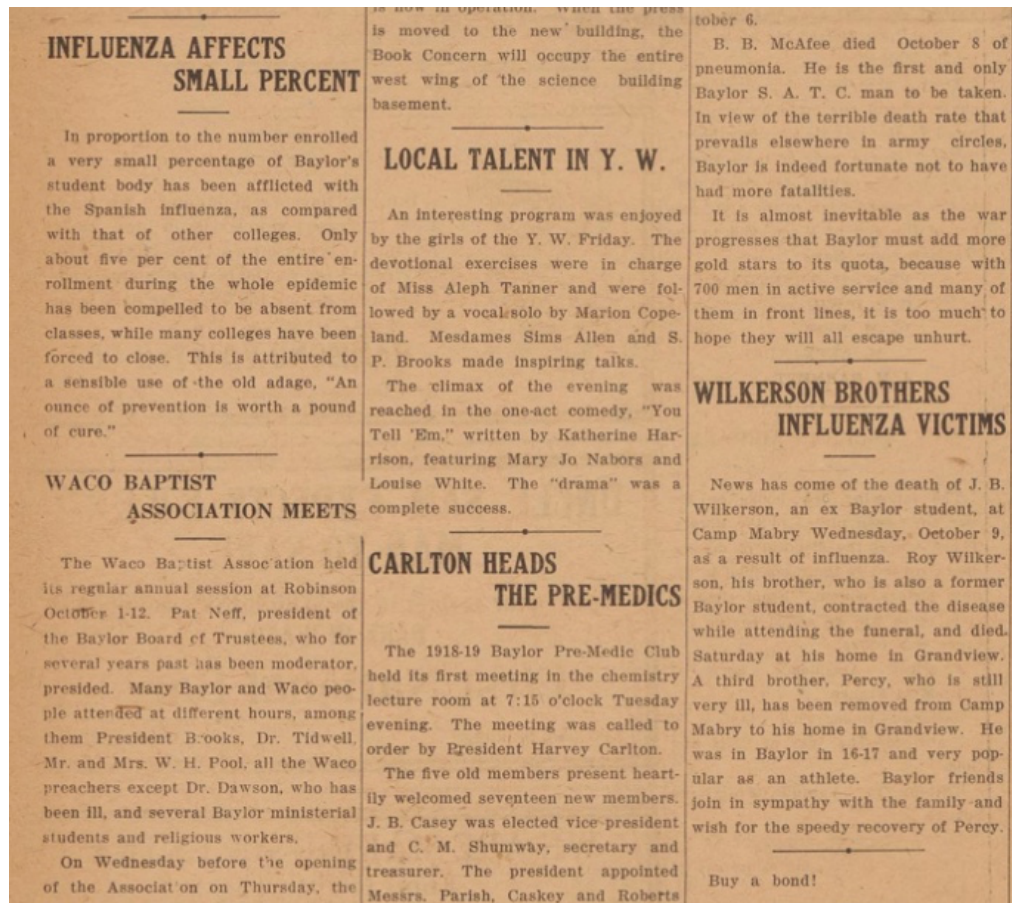 INFLUENZA AFFECTS
SMALL PERCENT
In proportion to the number enrolled
a very small percentage of Baylor's
student body has been afflicted with
the Spanish influenza, as compared
with that of other colleges. Only
about five per cent of the entire en-
rollment during the whole epidemic
has been compelled to be absent from
classes, while many colleges have been
forced to close. This is attributed to
a sensible use of the old adage, "An
ounce of prevention is worth a pound
of cure."
WACO BAPTIST
ASSOCIATION MEETS
The Waco Baptist Assoc'ation held
its regular annual session at Robinson
October 1-12. Pat Neff, president of
the Baylor Board of Trustees, who for
several years past has been moderator,
presided. Many Baylor and Waco peo-
ple attended at different hours, among
them President Brooks, Dr. Tidwell,
Mr. and Mrs. W. H. Pool, all the Waco
preachers except Dr. Dawson, who has
been ill, and several Baylor ministerial
students and religious workers.
On Wednesday before the opening
of the Associat'on on Thursday, the
is now in operation. When the press
is moved to the new building, the
Book Concern will occupy the entire
west wing of the science building
basement.
LOCAL TALENT IN Y. W.
An interesting program was enjoyed
by the girls of the Y. W. Friday. The
devotional exercises were in charge
of Miss Aleph Tanner and were fol-
lowed by a vocal solo by Marion Cope-
land. Mesdames Sims Allen and S.
P. Brooks made inspiring talks.
The climax of the evening was
reached in the one-act comedy, "You
Tell 'Em," written by Katherine Har-
rison, featuring Mary Jo Nabors and
Louise White. The "drama" was a
complete success.
CARLTON HEADS
THE PRE-MEDICS
The 1918-19 Baylor Pre-Medic Club
held its first meeting in the chemistry
lecture room at 7:15 o'clock Tuesday
evening. The meeting was called to
order by President Harvey Carlton.
The five old members present heart-
ily welcomed seventeen new members.
J. B. Casey was elected vice president
and C. M. Shumway, secretary and
treasurer. The president appointed
Messrs. Parish, Caskey and Roberts
tober 6.
B. B. McAfee died October 8 of
pneumonia. He is the first and only
Baylor S. A. T. C. man to be taken.
In view of the terrible death rate that
prevails elsewhere in army circles,
Baylor is indeed fortunate not to have
had more fatalities.
It is almost inevitable as the war
progresses that Baylor must add more
gold stars to its quota, because with
700 men in active service and many of
them in front lines, it is too much to
hope they will all escape unhurt.
WILKERSON BROTHERS
INFLUENZA VICTIMS
News has come of the death of J. B.
Wilkerson, an ex Baylor student, at
Camp Mabry Wednesday, October 9,
as a result of influenza. Roy Wilker-
son, his brother, who is also a former
Baylor student, contracted the disease
while attending the funeral, and died
Saturday at his home in Grandview.
A third brother, Percy, who is still
very ill, has been removed from Camp
Mabry to his home in Grandview. He
was in Baylor in 16-17 and very pop-
ular as an athlete. Baylor friends
join in sympathy with the family and
wish for the speedy recovery of Percy.
Buy a bond!